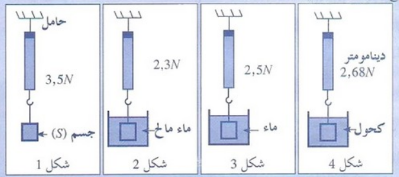 حامل
3,5N
جسم (S)
شكل 1
2,3N
ماء مالح
شكل 2
2,5N
ماء
شكل 3
دينامومتر
2,68N
كحول
شكل 4